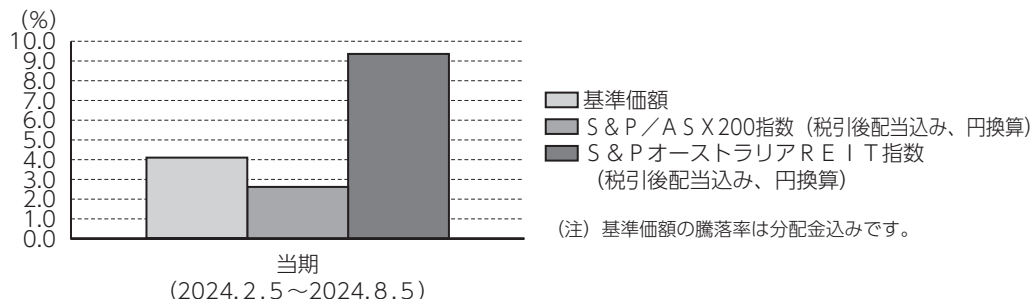 (%)
10.0
9.0
8.0
7.0
6.0
5.0
4.0
3.0
2.0
1.0
0.0
基準価額
S&P/ASX200指数(税引後配当込み、円換算)
S&PオーストラリアREIT指数
(税引後配当込み、円換算)
(注)基準価額の騰落率は分配金込みです。
当期
(2024.2.5~2024.8.5)